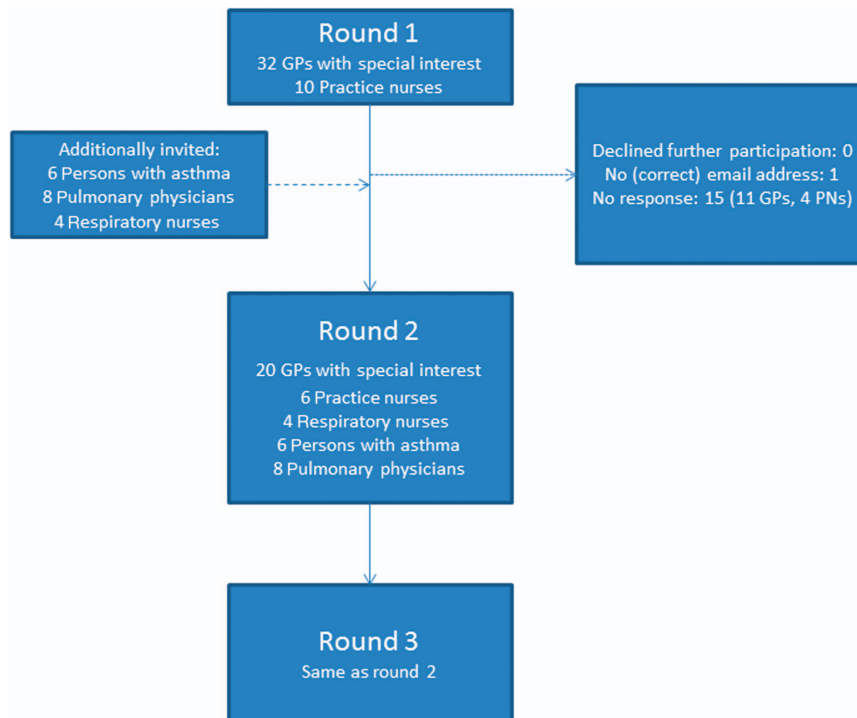 Round 1
32 GPs with special interest
10 Practice nurses
Additionally invited:
6 Persons with asthma
8 Pulmonary physicians
4 Respiratory nurses
Declined further participation: 0
No (correct) email address: 1
No response: 15 (11 GPs, 4 PNs)
Round 2
20 GPs with special interest
6 Practice nurses
4 Respiratory nurses
6 Persons with asthma
8 Pulmonary physicians
Round 3
Same as round 2